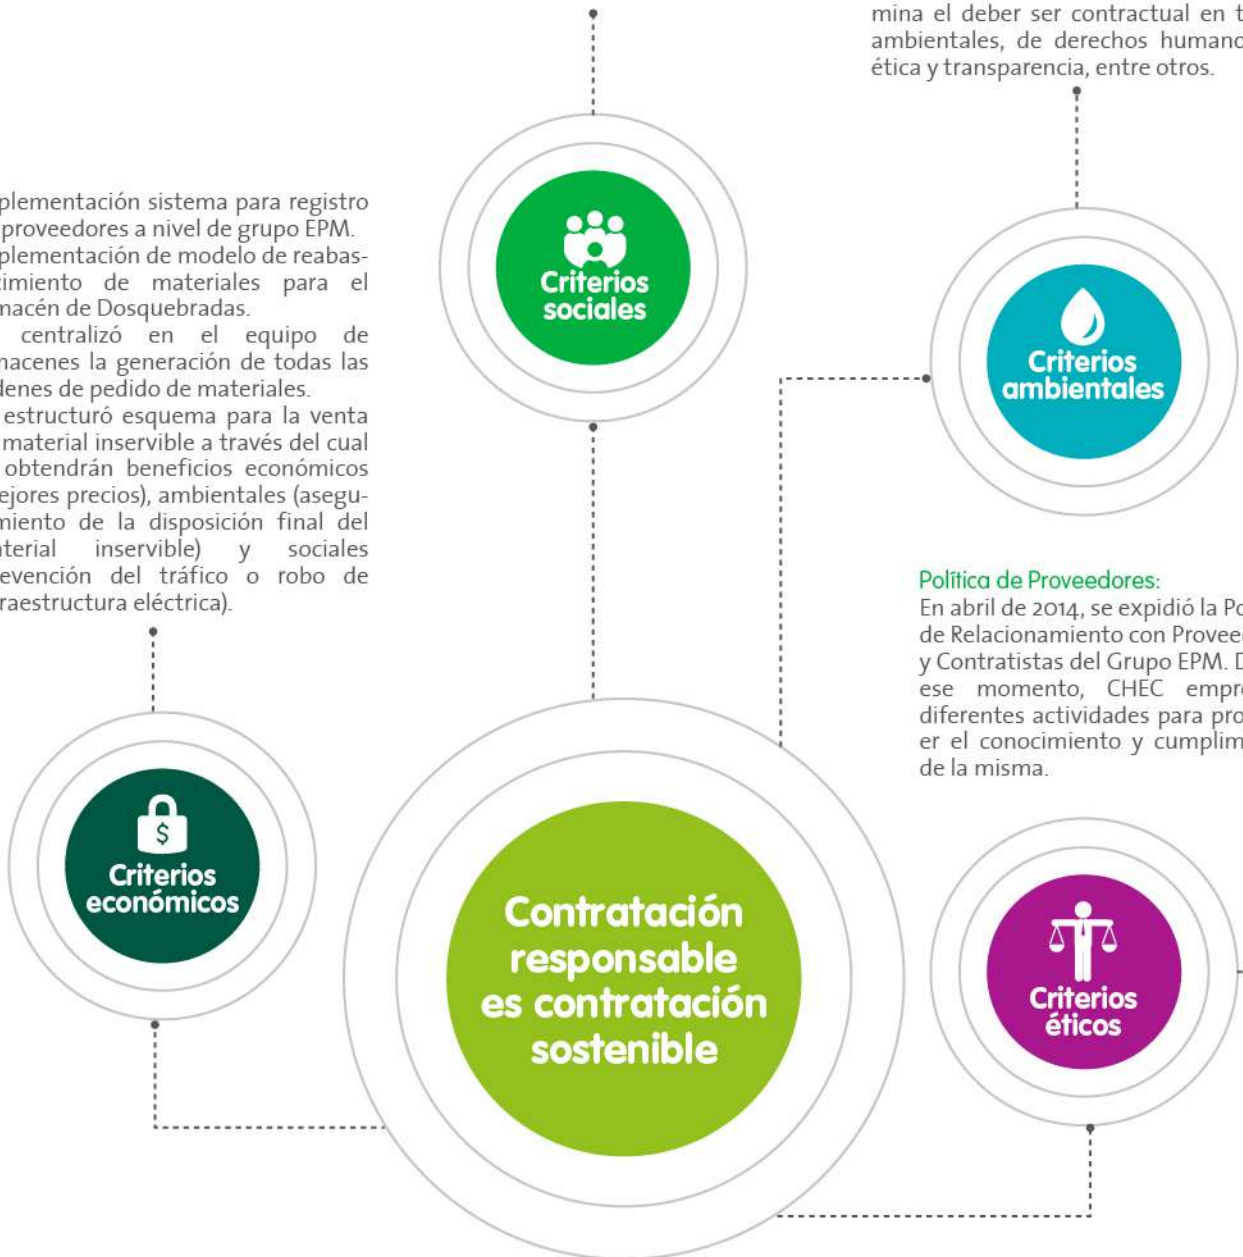 mina el deber ser contractual en t
ambientales, de derechos humano
ética y transparencia, entre otros.
plementación sistema para registro
proveedores a nivel de grupo EPM.
plementación de modelo de reabas-
cimiento de materiales para el
macén de Dosquebradas.
centralizó en el equipo de
macenes la generación de todas las
denes de pedido de materiales.
estructuró esquema para la venta
material inservible a través del cual
obtendrán beneficios económicos
ejores precios), ambientales (asegu-
miento de la disposición final del
aterial inservible) y sociales
evención del tráfico o robo de
raestructura eléctrica).
Criterios
sociales
Criterios
ambientales
Política de Proveedores:
En abril de 2014, se expidió la Po
de Relacionamiento con Provee
y Contratistas del Grupo EPM. D
ese momento, CHEC empr
diferentes actividades para pro
er el conocimiento y cumplim
de la misma.
$
Criterios
económicos
Contratación
responsable
es contratación
sostenible
Criterios
éticos